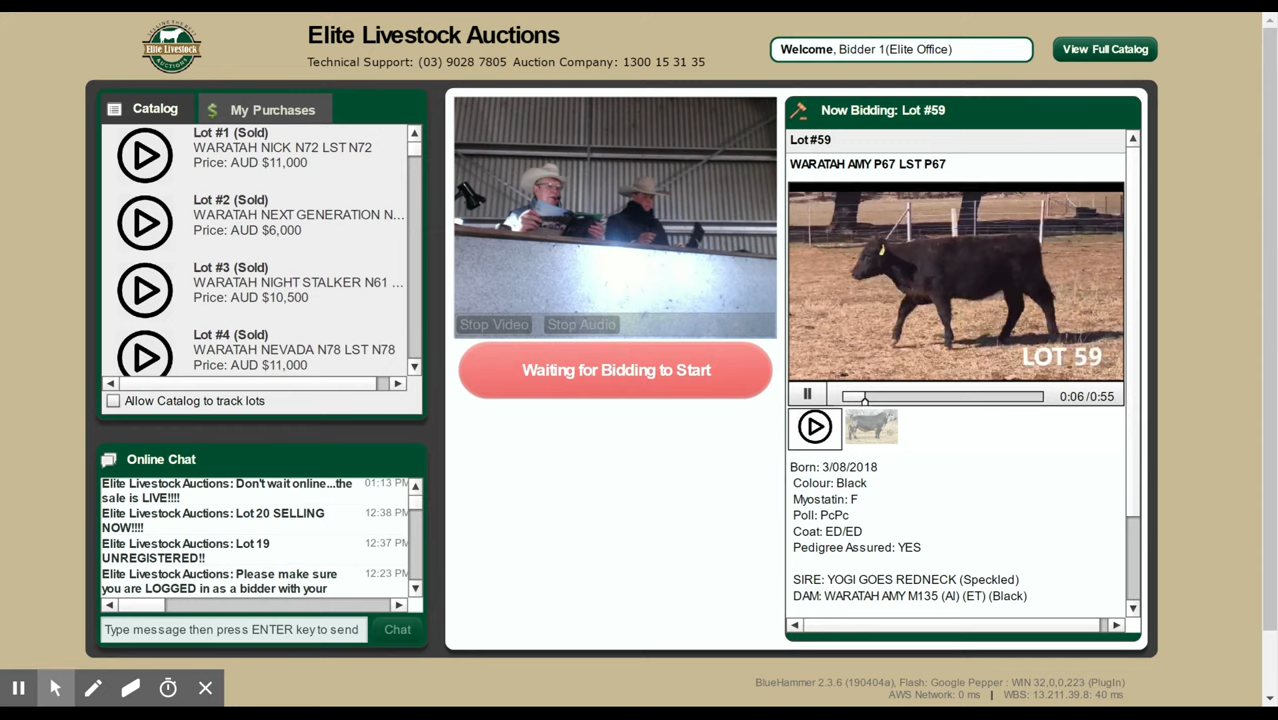 Elite Livestock
AUCTIONS
Elite Livestock Auctions
Technical Support: (03) 9028 7805 Auction Company: 1300 15 31 35
Welcome, Bidder 1(Elite Office)
View Full Catalog
Catalog
My Purchases
Lot #1 (Sold)
WARATAH NICK N72 LST N72
Price: AUD $11,000
Lot #2 (Sold)
WARATAH NEXT GENERATION N...
Price: AUD $6,000
Lot #3 (Sold)
WARATAH NIGHT STALKER N61 ...
Price: AUD $10,500
Lot #4 (Sold)
WARATAH NEVADA N78 LST N78
Price: AUD $11,000
Allow Catalog to track lots
Online Chat
Elite Livestock Auctions: Don't wait online...the 01:13 PM
sale is LIVE!!!!
Elite Livestock Auctions: Lot 20 SELLING 12:38 PM
NOW!!!!
Elite Livestock Auctions: Lot 19 12:37 PM
UNREGISTERED!!
Elite Livestock Auctions: Please make sure 12:23 PM
you are LOGGED in as a bidder with your
Type message then press ENTER key to send
Chat
Stop Video Stop Audio
Waiting for Bidding to Start
Now Bidding: Lot #59
Lot #59
WARATAH AMY P67 LST P67
LOT 59
0:06 /0:55
Born: 3/08/2018
Colour: Black
Myostatin: F
Poll: PcPc
Coat: ED/ED
Pedigree Assured: YES
SIRE: YOGI GOES REDNECK (Speckled)
DAM: WARATAH AMY M135 (AI) (ET) (Black)
BlueHammer 2.3.6 (190404a), Flash: Google Pepper : WIN 32,0,0,223 (PlugIn)
AWS Network: 0 ms | WBS: 13.211.39.8: 40 ms